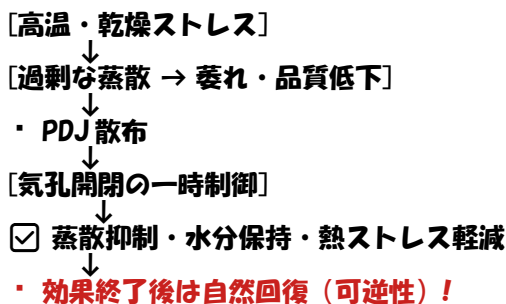 [高温・乾燥ストレス]
↓
[過剰な蒸散 → 萎れ・品質低下]
↓
・ PDJ散布
↓
[気孔開閉の一時制御]
↓
☑ 蒸散抑制・水分保持・熱ストレス軽減
↓
・ 効果終了後は自然回復（可逆性）!